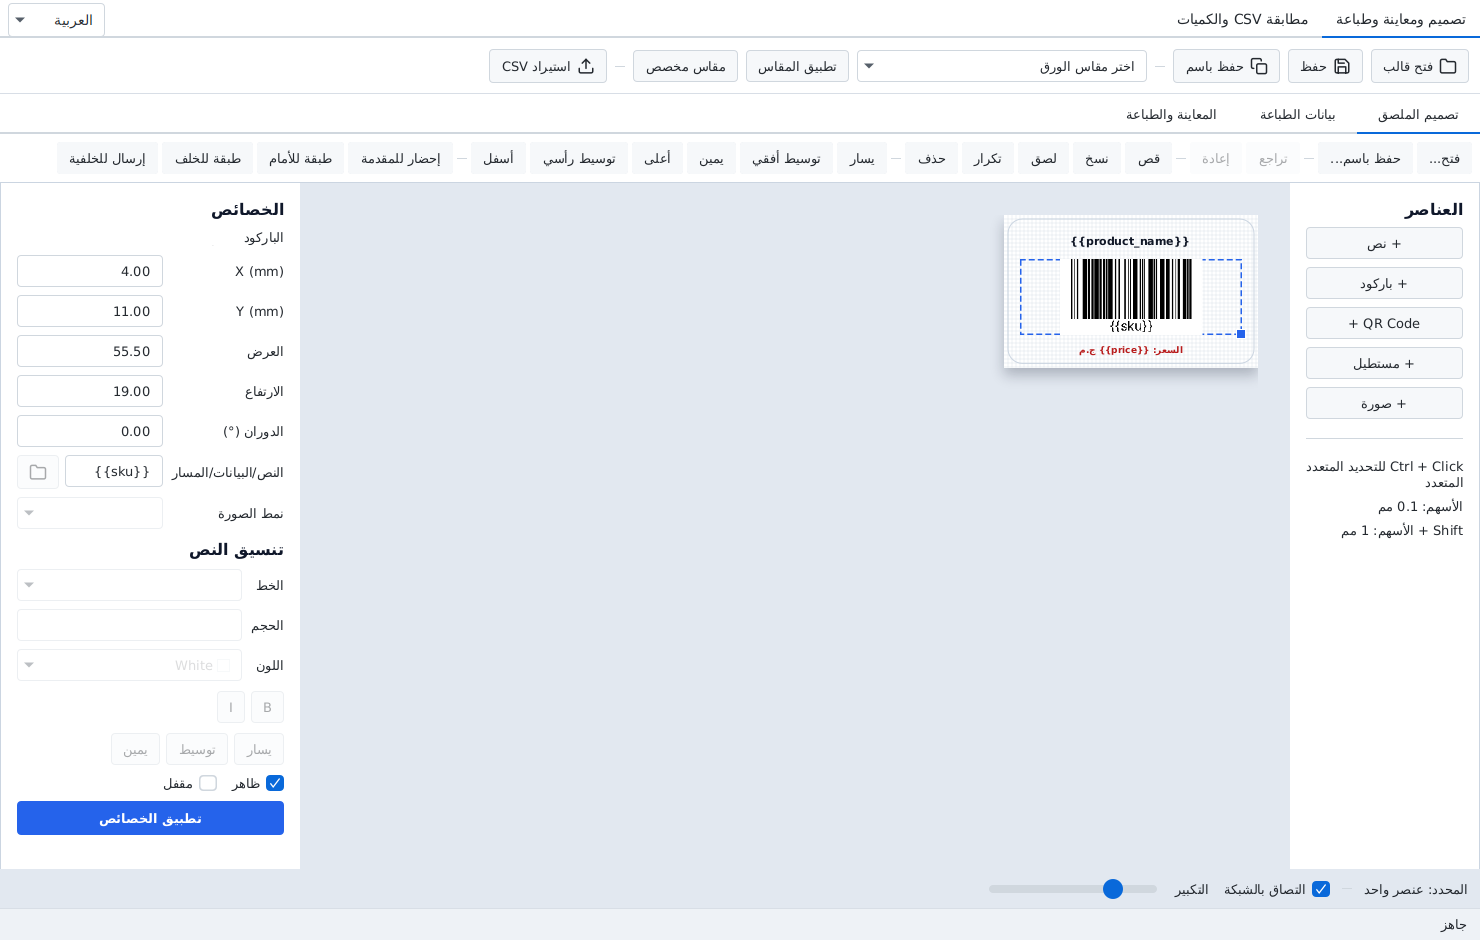 تصميم ومعاينة وطباعة
مطابقة CSV والكميات
العربية
فتح قالب
حفظ
حفظ باسم
اختر مقاس الورق
تطبيق المقاس
مقاس مخصص
استيراد CSV
تصميم الملصق
بيانات الطباعة
المعاينة والطباعة
فتح...
حفظ باسم...
تراجع
إعادة
قص
نسخ
لصق
تكرار
حذف
يسار
توسيط أفقي
يمين
أعلى
توسيط رأسي
أسفل
إحضار للمقدمة
طبقة للأمام
طبقة للخلف
إرسال للخلفية
العناصر
+ نص
+ باركود
+ QR Code
+ مستطيل
+ صورة
Ctrl + Click للتحديد المتعدد
المتعدد
الأسهم: 0.1 مم
Shift + الأسهم: 1 مم
{{product_name}}
{{sku}}
السعر: {{price}} ج.م
الخصائص
الباركود
X (mm)
4.00
Y (mm)
11.00
العرض
55.50
الارتفاع
19.00
الدوران (°)
0.00
النص/البيانات/المسار
{{sku}}
نمط الصورة
تنسيق النص
الخط
الحجم
اللون
White
B
I
يسار
توسيط
يمين
ظاهر
مقفل
تطبيق الخصائص
المحدد: عنصر واحد
التصاق بالشبكة
التكبير
جاهز